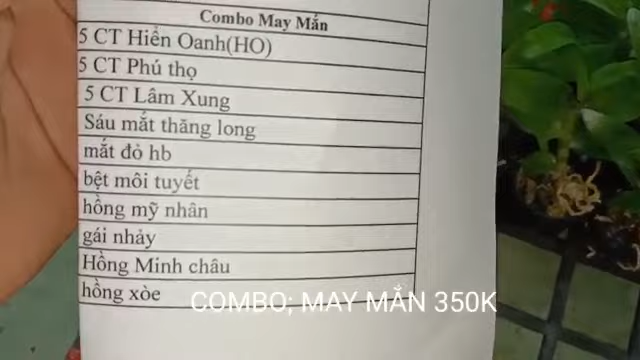 Combo May Mắn
5 CT Hiển Oanh(HO)
5 CT Phú thọ
5 CT Lâm Xung
Sáu mắt thăng long
mắt đỏ hb
bệt môi tuyết
hồng mỹ nhân
gái nhảy
Hồng Minh châu
hồng xòe
COMBO; MAY MẮN 350K